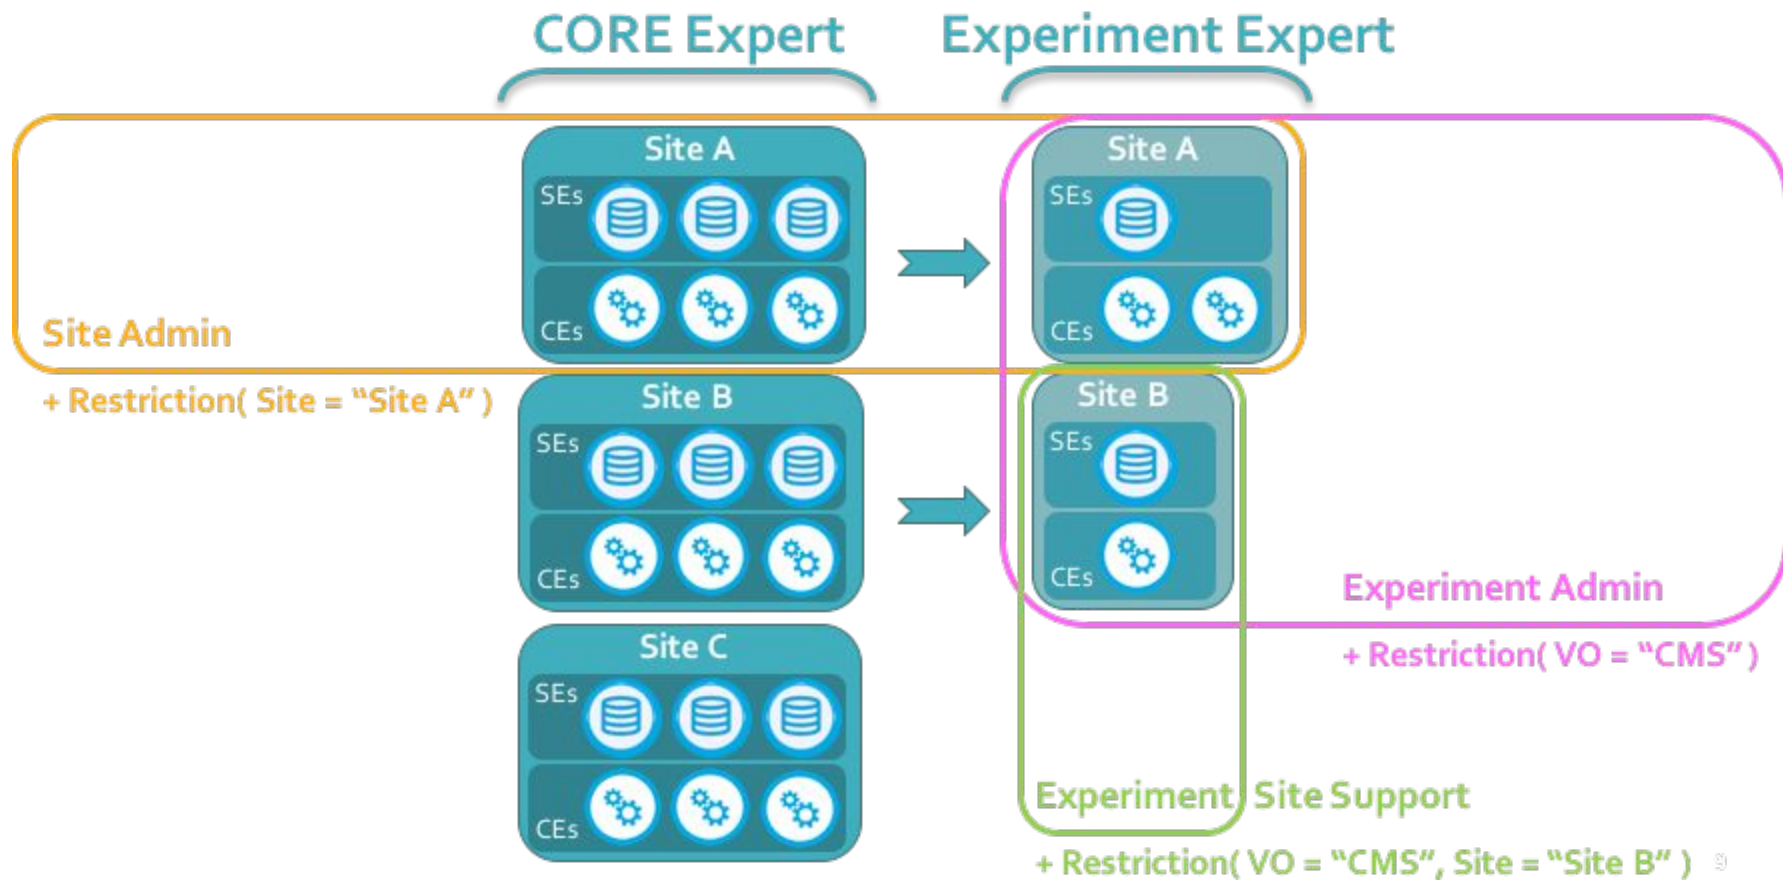 CORE Expert
Experiment Expert
Site A
SEs
CEs
Site A
SEs
CEs
Site Admin
+ Restriction( Site = “Site A” )
Site B
SEs
CEs
Site B
SEs
CEs
Experiment Admin
+ Restriction( VO = “CMS” )
Site C
SEs
CEs
Experiment Site Support
+ Restriction( VO = “CMS”, Site = “Site B” )
9